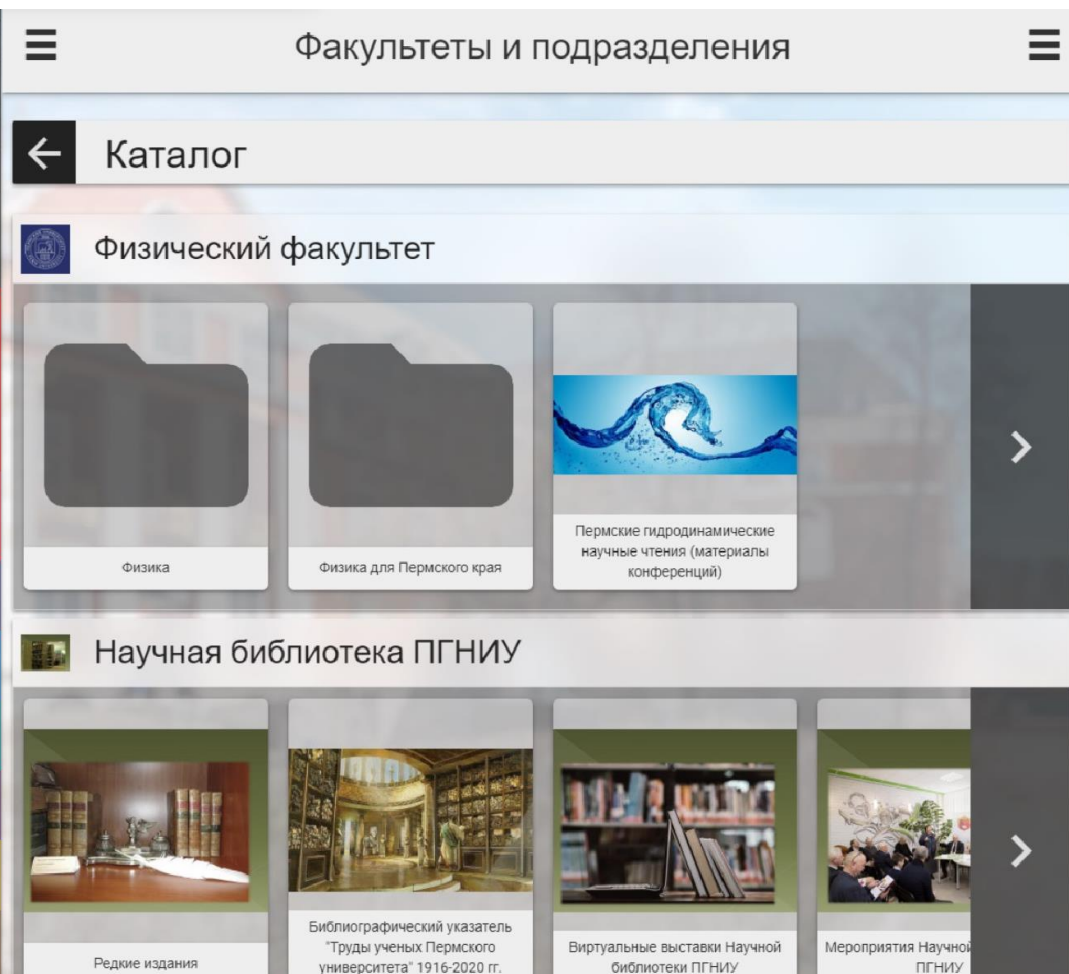 Факультеты и подразделения
Каталог
Физический факультет
Физика
Физика для Пермского края
Пермские гидродинамические
научные чтения (материалы
конференций)
Научная библиотека ПГНИУ
Редкие издания
Библиографический указатель
"Труды ученых Пермского
университета" 1916-2020 гг.
Виртуальные выставки Научной
библиотеки ПГНИУ
Мероприятия Научной
ПГНИУ